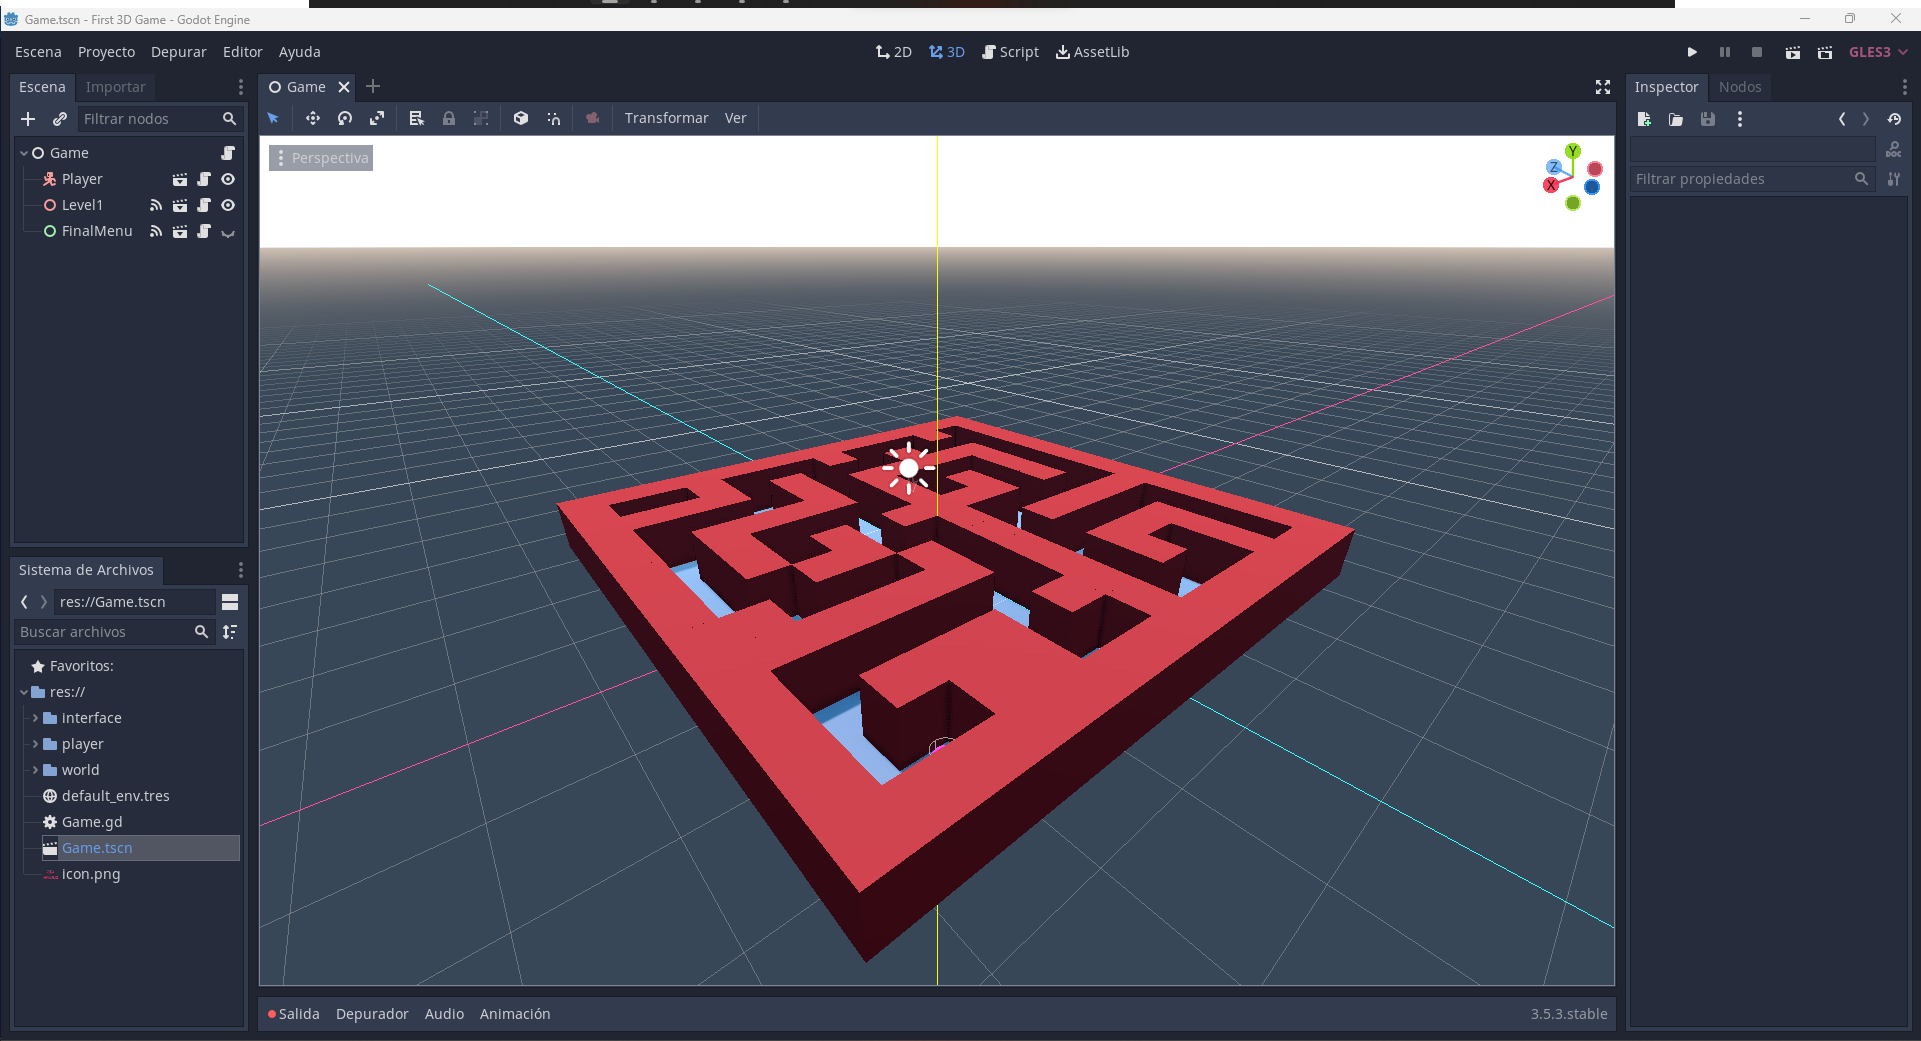 Game.tscn - First 3D Game - Godot Engine
Escena Proyecto Depurar Editor Ayuda
2D 3D Script AssetLib
GLES3
Escena Importar
Filtrar nodos
Game
Player
Level1
FinalMenu
Sistema de Archivos
res://Game.tscn
Buscar archivos
Favoritos:
res://
interface
player
world
default_env.tres
Game.gd
Game.tscn
icon.png
Game
Transformar Ver
Perspectiva
Y
Z
X
Salida Depurador Audio Animación
3.5.3.stable
Inspector Nodos
DOC
Filtrar propiedades